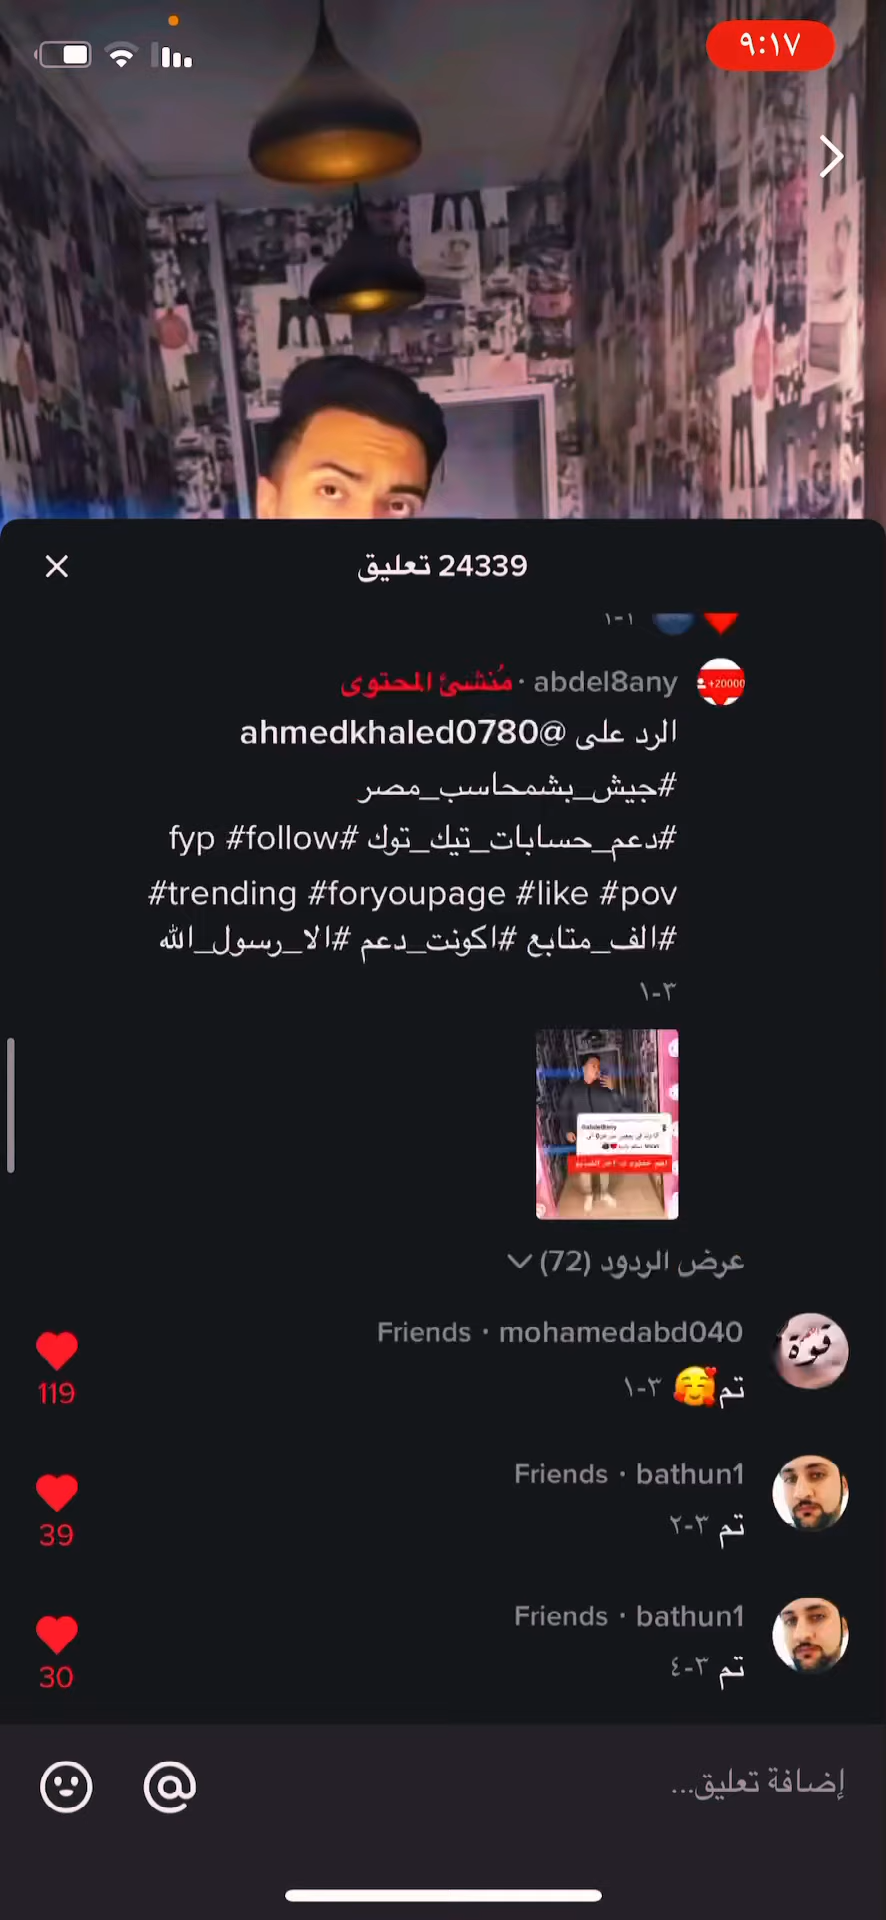 ٩:١٧
24339 تعليق
١-١
+20000
abdel8any · مُنشئ المحتوى
الرد على @ahmedkhaled0780
#جيش_بشمحاسب_مصر
#دعم_حسابات_تيك_توك #fyp #follow
#trending #foryoupage #like #pov
#الف_متابع #اكونت_دعم #الا_رسول_الله
٣-١
عرض الردود (72)
mohamedabd040 · Friends
تم🥰 ٣-١
119
bathun1 · Friends
تم ٣-٢
39
bathun1 · Friends
تم ٣-٤
30
إضافة تعليق...